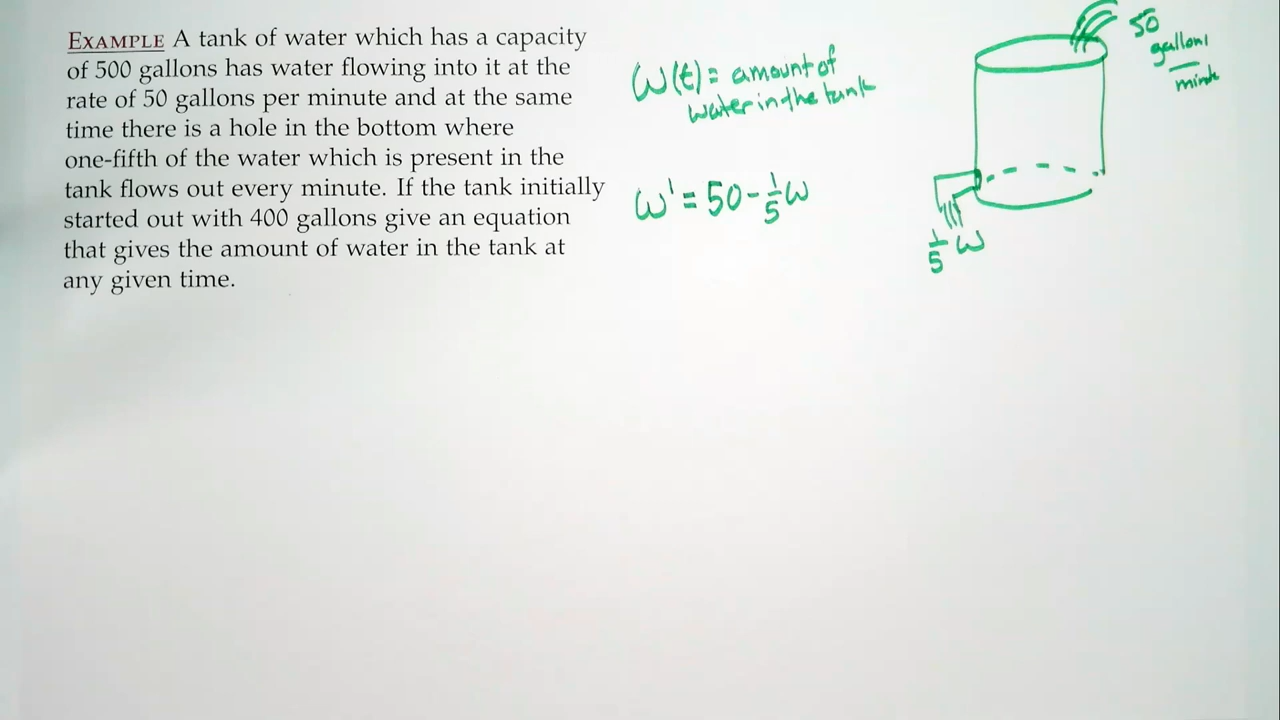 EXAMPLE A tank of water which has a capacity
of 500 gallons has water flowing into it at the
rate of 50 gallons per minute and at the same
time there is a hole in the bottom where
one-fifth of the water which is present in the
tank flows out every minute. If the tank initially
started out with 400 gallons give an equation
that gives the amount of water in the tank at
any given time.
W(t) = amount of
water in the tank
W' = 50 - 1/5 W
50
gallons
minute
1/5 W